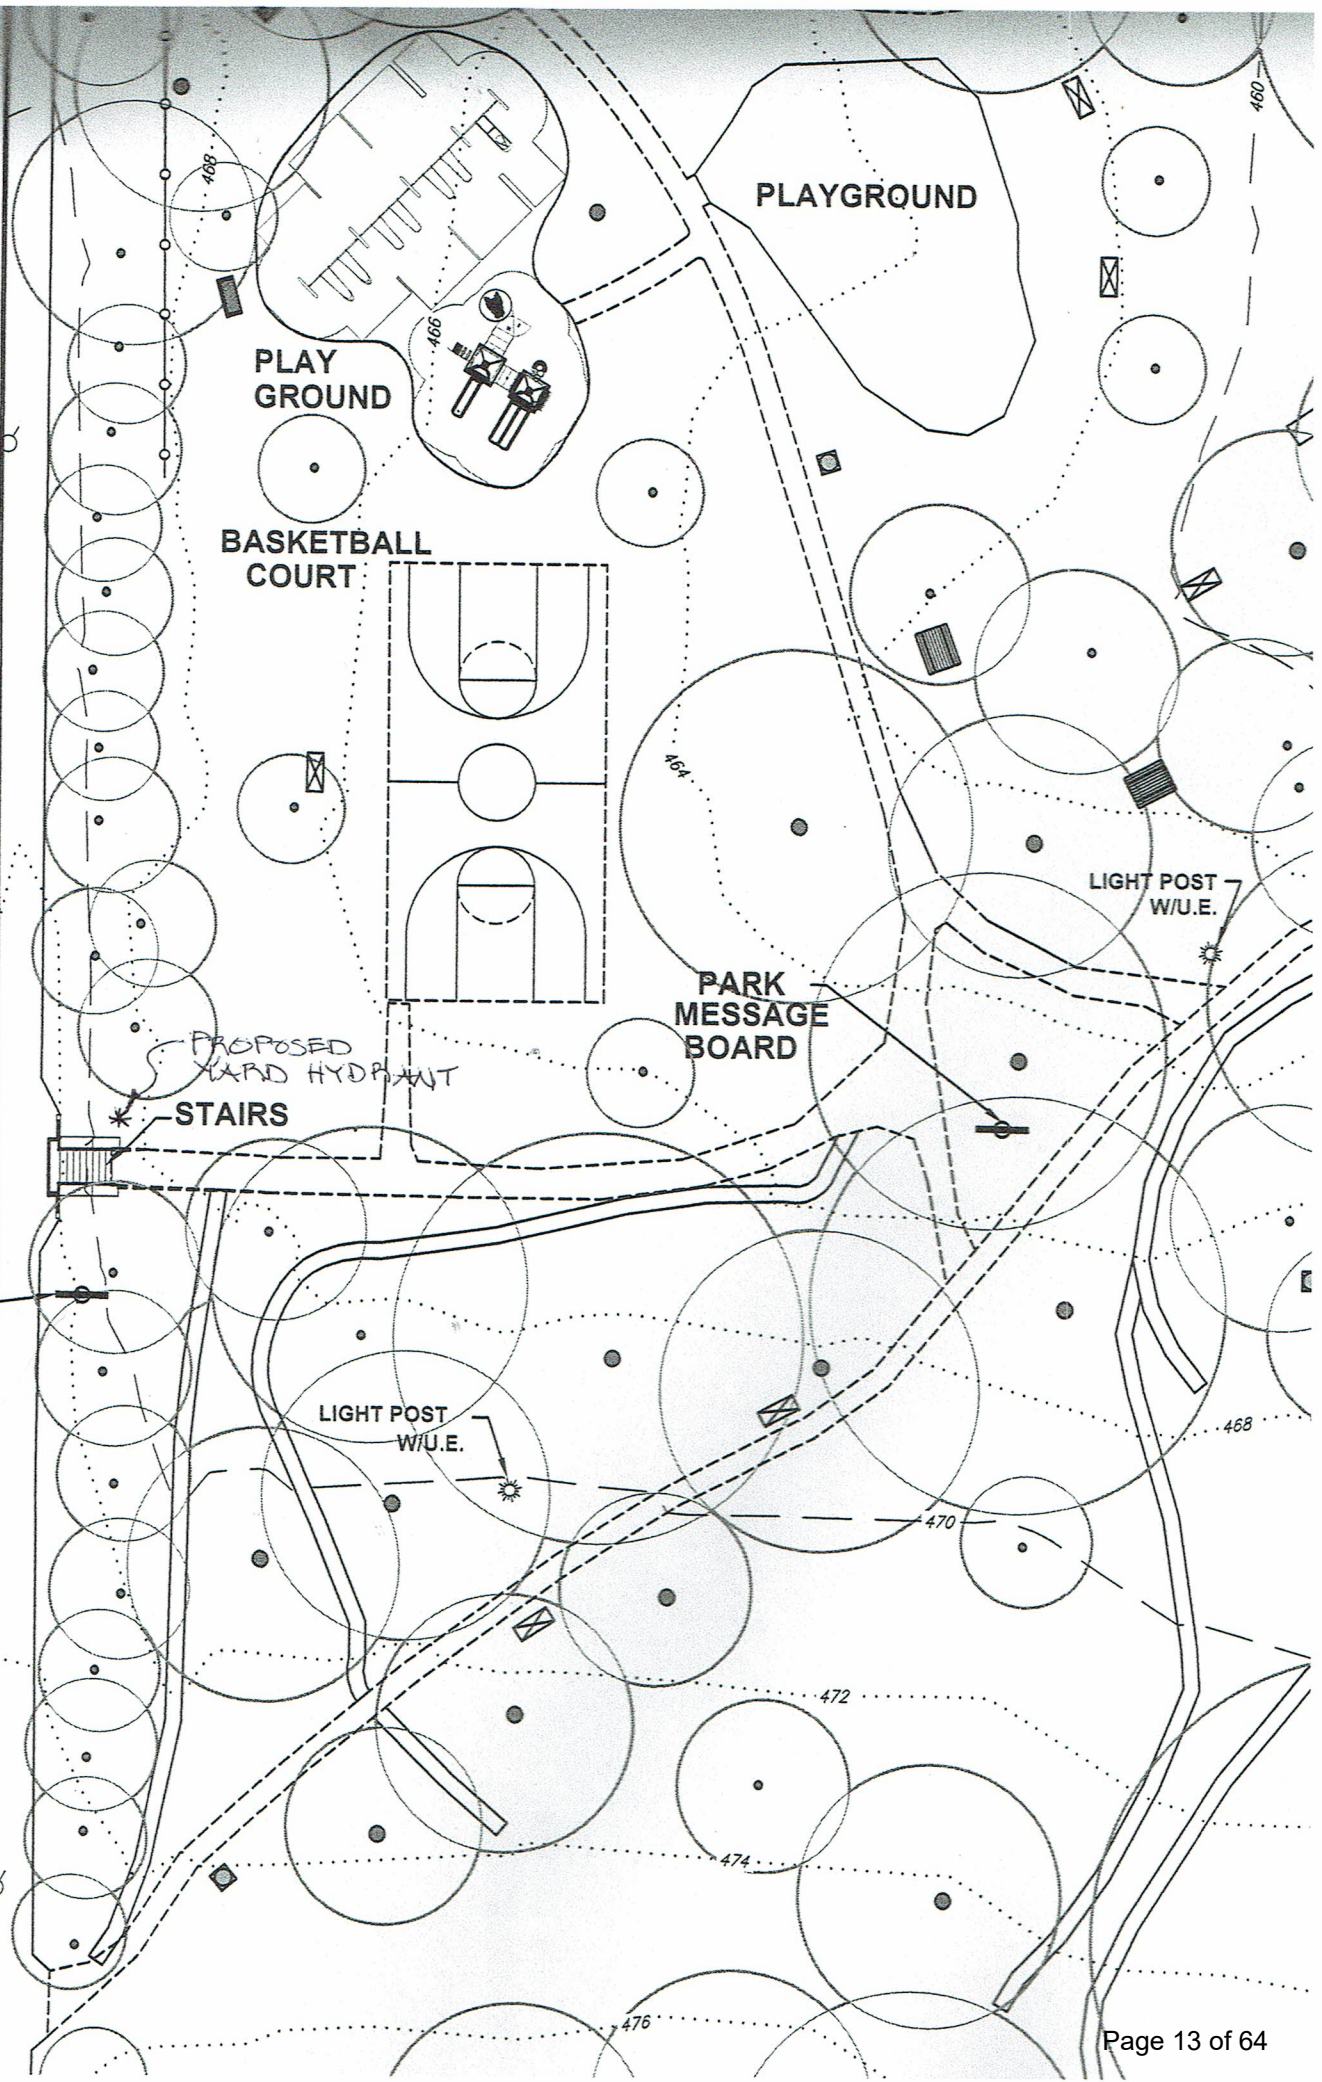 460
468
PLAYGROUND
466
PLAY
GROUND
BASKETBALL
COURT
464
LIGHT POST
W/U.E.
PARK
MESSAGE
BOARD
PROPOSED
YARD HYDRANT
STAIRS
LIGHT POST
W/U.E.
468
470
472
474
476
Page 13 of 64